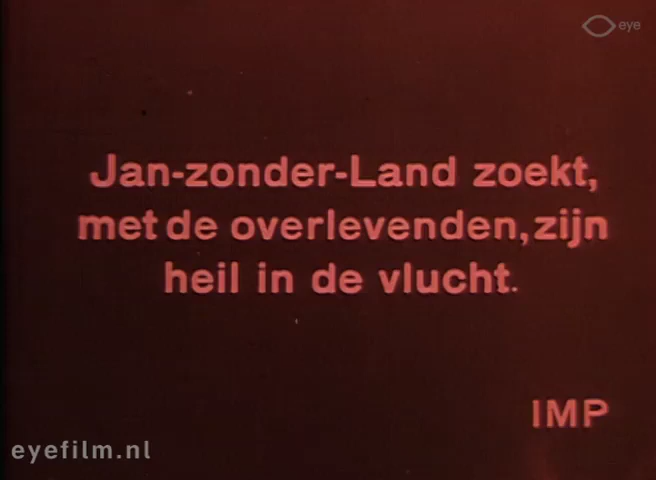 eye
Jan-zonder-Land zoekt,
met de overlevenden, zijn
heil in de vlucht.
IMP
eyefilm.nl